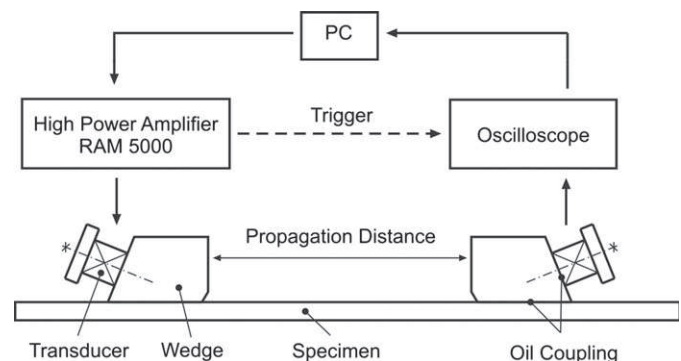 PC
High Power Amplifier
RAM 5000
Trigger
Oscilloscope
Propagation Distance
Transducer
Wedge
Specimen
Oil Coupling